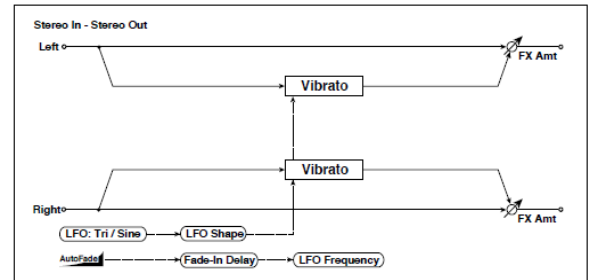 Stereo In - Stereo Out
Left
FX Amt
Vibrato
Vibrato
Right
FX Amt
LFO: Tri / Sine
LFO Shape
AutoFade
Fade-In Delay
LFO Frequency